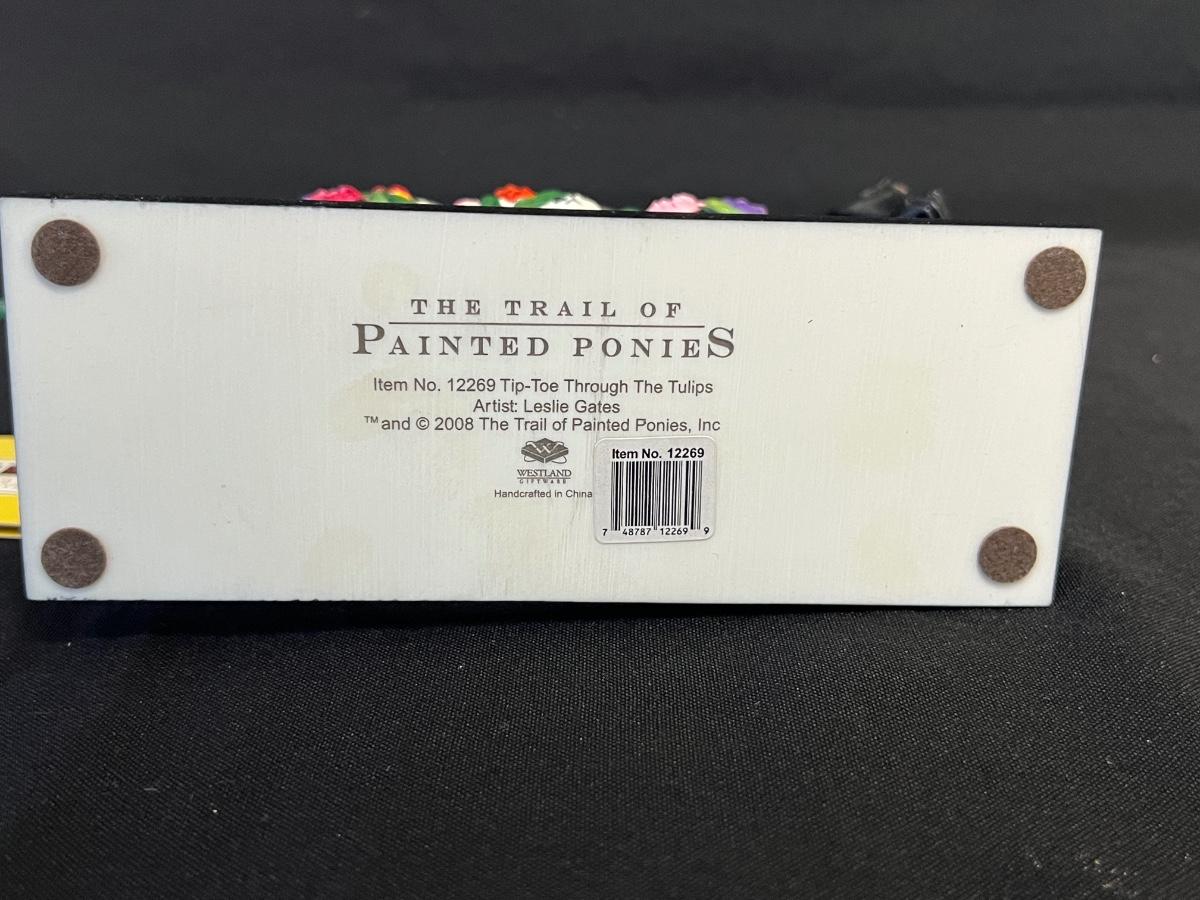 THE TRAIL OF
PAINTED PONIES
Item No. 12269 Tip-Toe Through The Tulips
Artist: Leslie Gates
™ and © 2008 The Trail of Painted Ponies, Inc
WESTLAND
GIFTWARE
Handcrafted in China
Item No. 12269
7 48787 12269 9